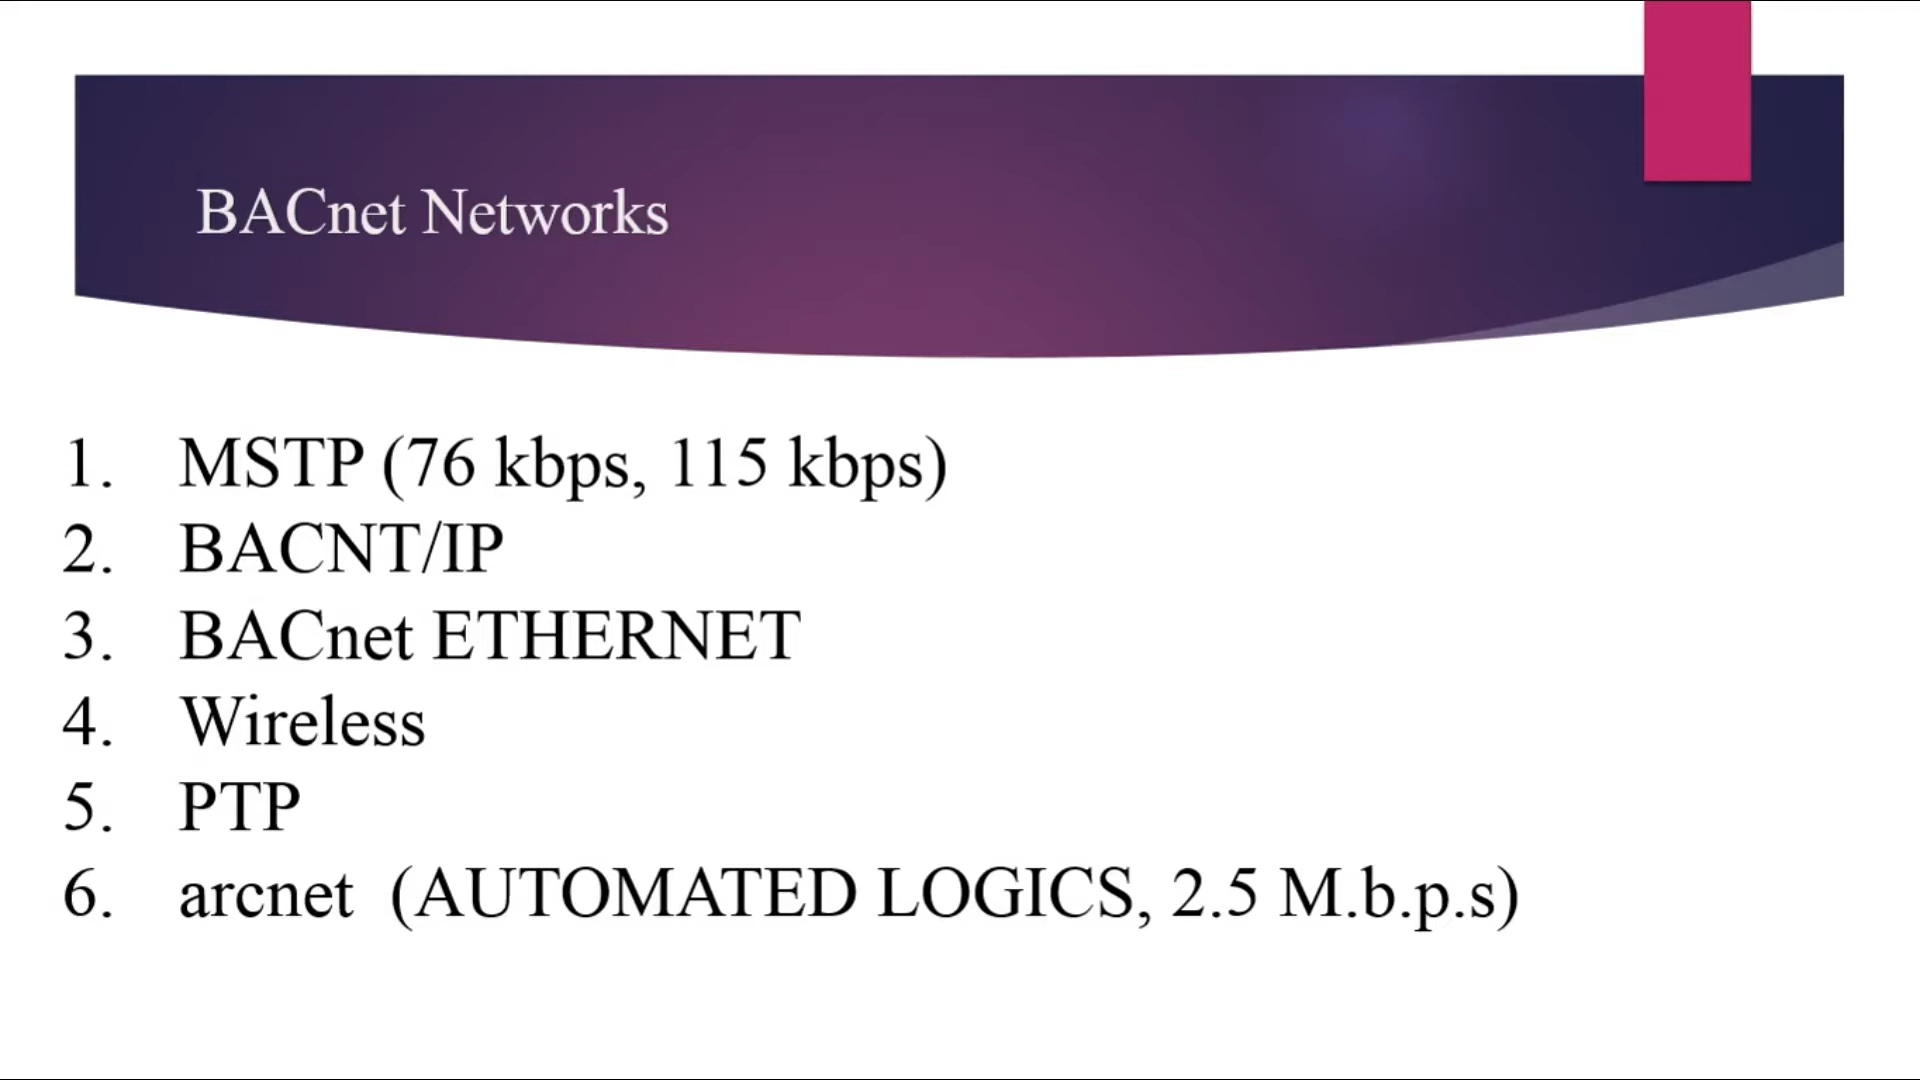 BACnet Networks
1. MSTP (76 kbps, 115 kbps)
2. BACNT/IP
3. BACnet ETHERNET
4. Wireless
5. PTP
6. arcnet (AUTOMATED LOGICS, 2.5 M.b.p.s)